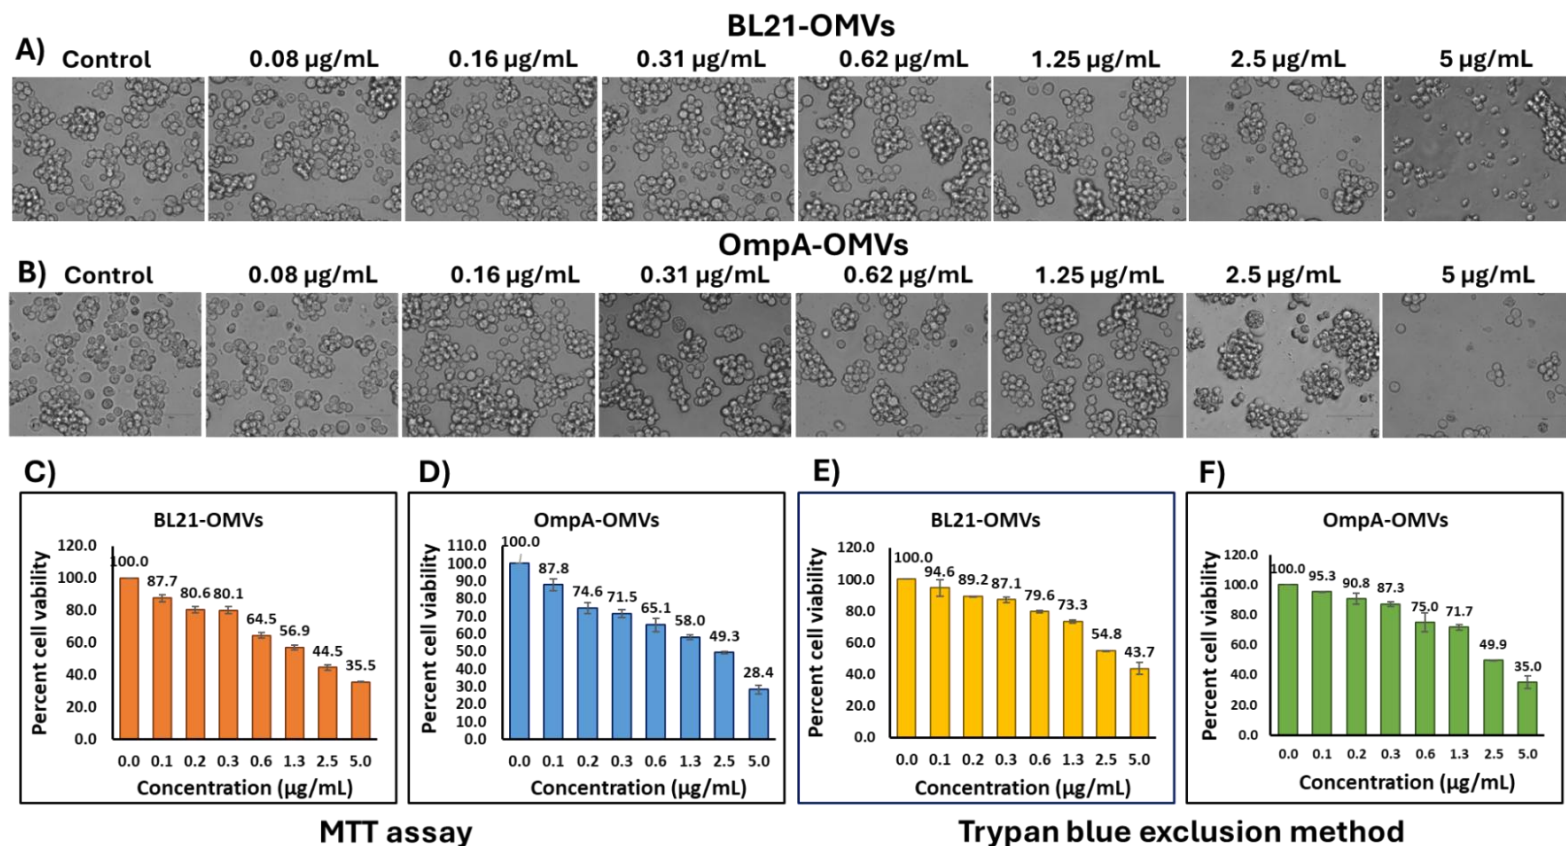 BL21-OMVs
A)
Control 0.08 µg/mL 0.16 µg/mL 0.31 µg/mL 0.62 µg/mL 1.25 µg/mL 2.5 µg/mL 5 µg/mL
OmpA-OMVs
B)
Control 0.08 µg/mL 0.16 µg/mL 0.31 µg/mL 0.62 µg/mL 1.25 µg/mL 2.5 µg/mL 5 µg/mL
C)
BL21-OMVs
Percent cell vability
120.0
100.0
80.0
60.0
40.0
20.0
0.0
100.0 87.7 80.6 80.1 64.5 56.9 44.5 35.5
0.0 0.1 0.2 0.3 0.6 1.3 2.5 5.0
Concentration (µg/mL)
D)
OmpA-OMVs
Percent cell viability
110.0
100.0
90.0
80.0
70.0
60.0
50.0
40.0
30.0
20.0
10.0
0.0
100.0 87.8 74.6 71.5 65.1 58.0 49.3 28.4
0.0 0.1 0.2 0.3 0.6 1.3 2.5 5.0
Concentration (µg/mL)
MTT assay
E)
BL21-OMVs
Percent cell viability
120.0
100.0
80.0
60.0
40.0
20.0
0.0
100.0 94.6 89.2 87.1 79.6 73.3 54.8 43.7
0.0 0.1 0.2 0.3 0.6 1.3 2.5 5.0
Concentration (µg/mL)
F)
OmpA-OMVs
Percent cell viability
120.0
100.0
80.0
60.0
40.0
20.0
0.0
100.0 95.3 90.8 87.3 75.0 71.7 49.9 35.0
0.0 0.1 0.2 0.3 0.6 1.3 2.5 5.0
Concentration (µg/mL)
Trypan blue exclusion method